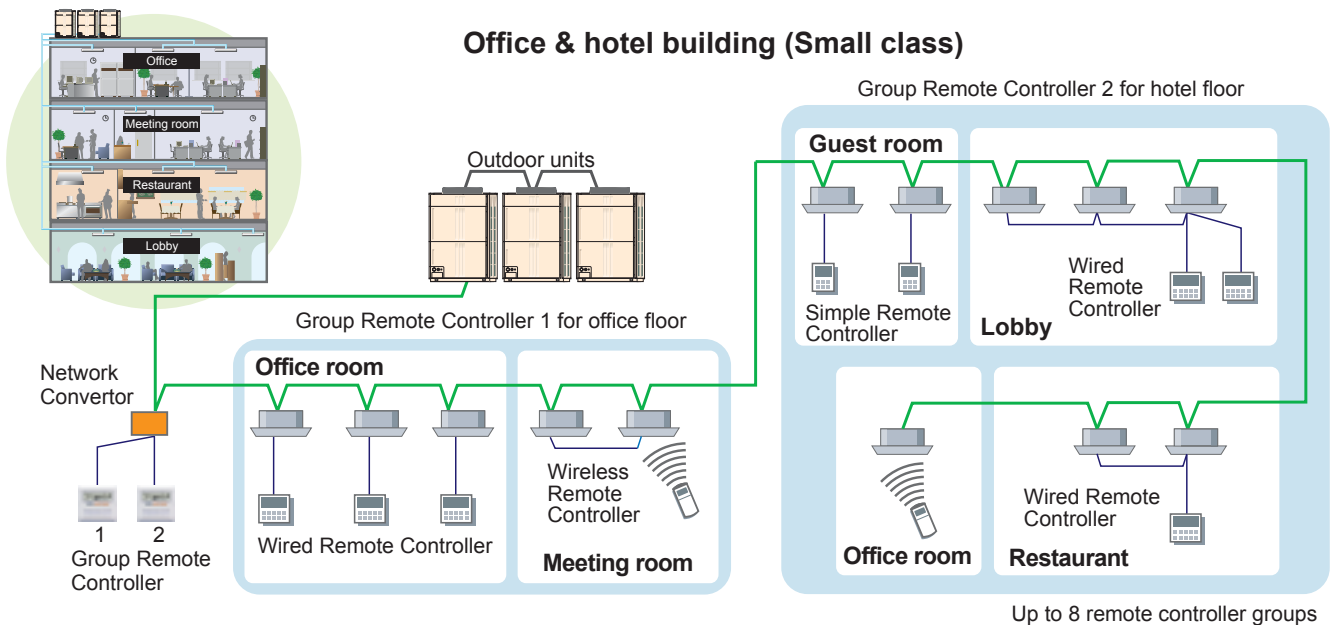 Office & hotel building (Small class)
Office
Meeting room
Restaurant
Lobby
Outdoor units
Group Remote Controller 2 for hotel floor
Guest room
Simple Remote
Controller
Wired
Remote
Controller
Lobby
Group Remote Controller 1 for office floor
Network
Convertor
1
2
Group Remote
Controller
Office room
Wired Remote Controller
Wireless
Remote
Controller
Meeting room
Office room
Wired Remote
Controller
Restaurant
Up to 8 remote controller groups